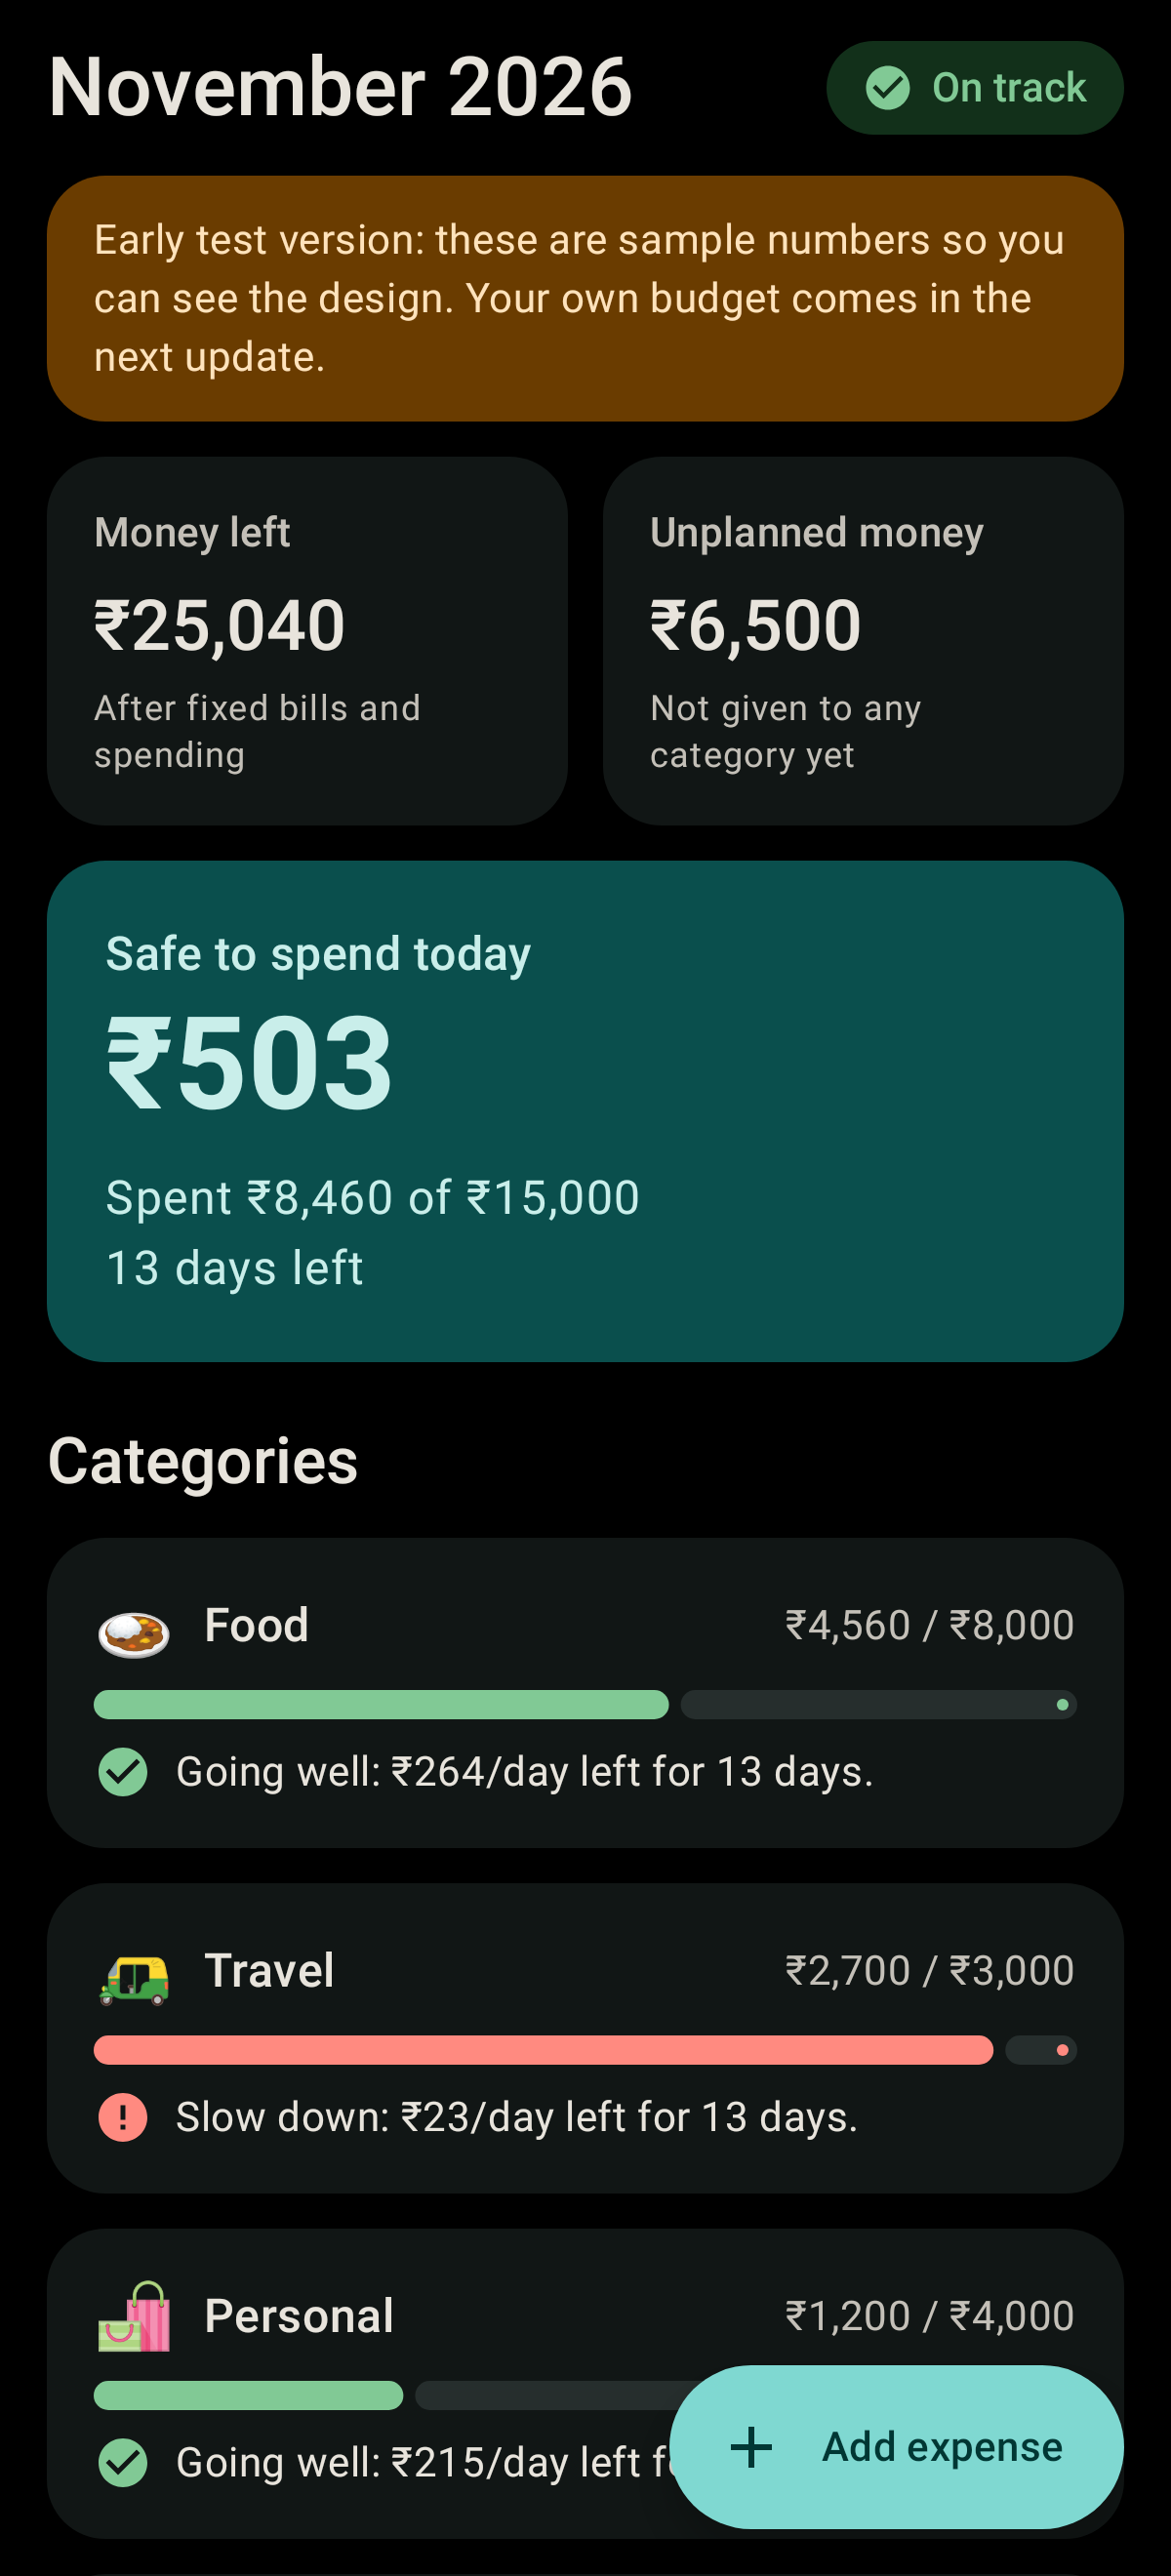 November 2026
On track
Early test version: these are sample numbers so you
can see the design. Your own budget comes in the
next update.
Money left
₹25,040
After fixed bills and
spending
Unplanned money
₹6,500
Not given to any
category yet
Safe to spend today
₹503
Spent ₹8,460 of ₹15,000
13 days left
Categories
Food
₹4,560 / ₹8,000
Going well: ₹264/day left for 13 days.
Travel
₹2,700 / ₹3,000
Slow down: ₹23/day left for 13 days.
Personal
₹1,200 / ₹4,000
Going well: ₹215/day left
Add expense